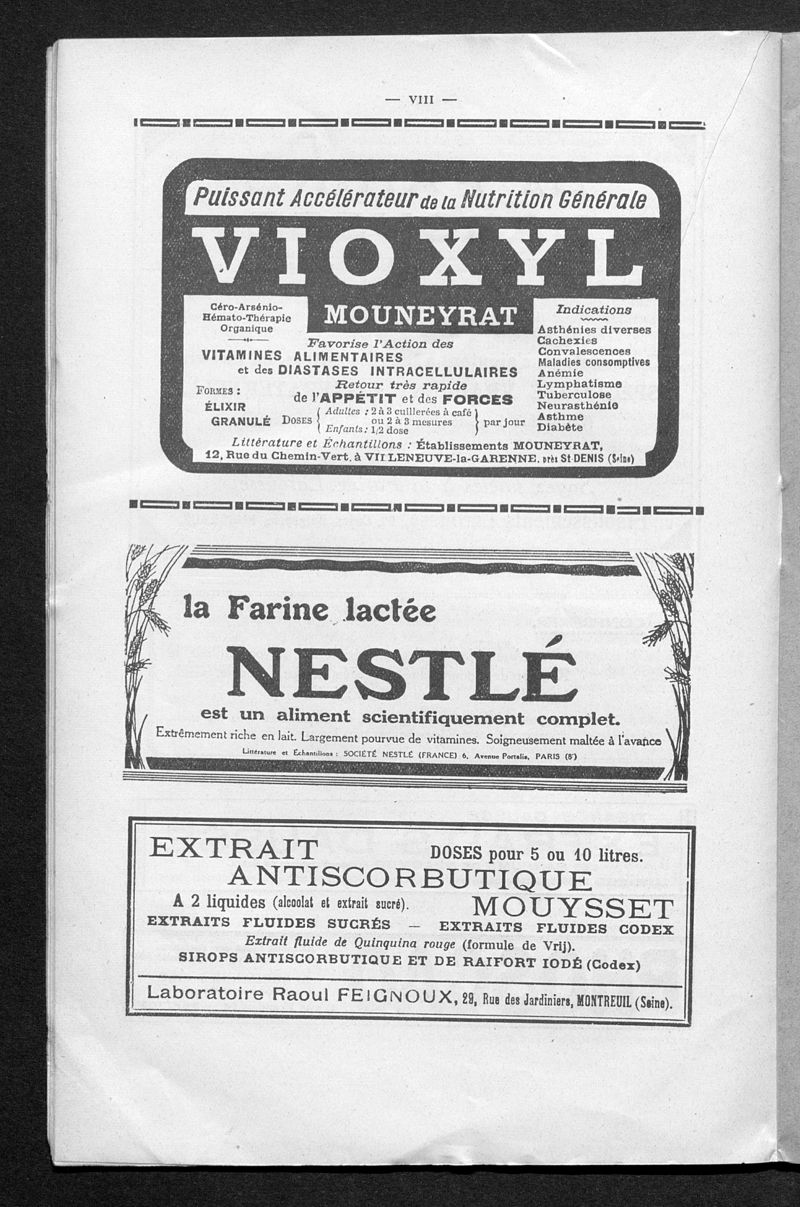 — VIII —
Puissant Accélérateur de la Nutrition Générale
VIOXYL
MOUNEYRAT
Céro-Arsénio-
Hémato-Thérapie
Organique
Favorise l'Action des
VITAMINES ALIMENTAIRES
et des DIASTASES INTRACELLULAIRES
Retour très rapide
de l'APPÉTIT et des FORCES
FORMES :
ÉLIXIR
GRANULÉ
DOSES { Adultes : 2 à 3 cuillerées à café
ou 2 à 3 mesures
Enfants : 1/2 dose } par jour
Indications
Asthénies diverses
Cachexies
Convalescences
Maladies consomptives
Anémie
Lymphatisme
Tuberculose
Neurasthénie
Asthme
Diabète
Littérature et Échantillons : Établissements MOUNEYRAT,
12, Rue du Chemin-Vert, à VILLENEUVE-la-GARENNE, près St-DENIS (Seine)
la Farine lactée
NESTLÉ
est un aliment scientifiquement complet.
Extrêmement riche en lait. Largement pourvue de vitamines. Soigneusement maltée à l'avance
Littérature et Échantillons : SOCIÉTÉ NESTLÉ (FRANCE) 6, Avenue Portalis, PARIS (8e)
EXTRAIT DOSES pour 5 ou 10 litres.
ANTISCORBUTIQUE
A 2 liquides (alcoolat et extrait sucré). MOUYSSET
EXTRAITS FLUIDES SUCRÉS — EXTRAITS FLUIDES CODEX
Extrait fluide de Quinquina rouge (formule de Vrij).
SIROPS ANTISCORBUTIQUE ET DE RAIFORT IODÉ (Codex)
Laboratoire Raoul FEIGNOUX, 29, Rue des Jardiniers, MONTREUIL (Seine).